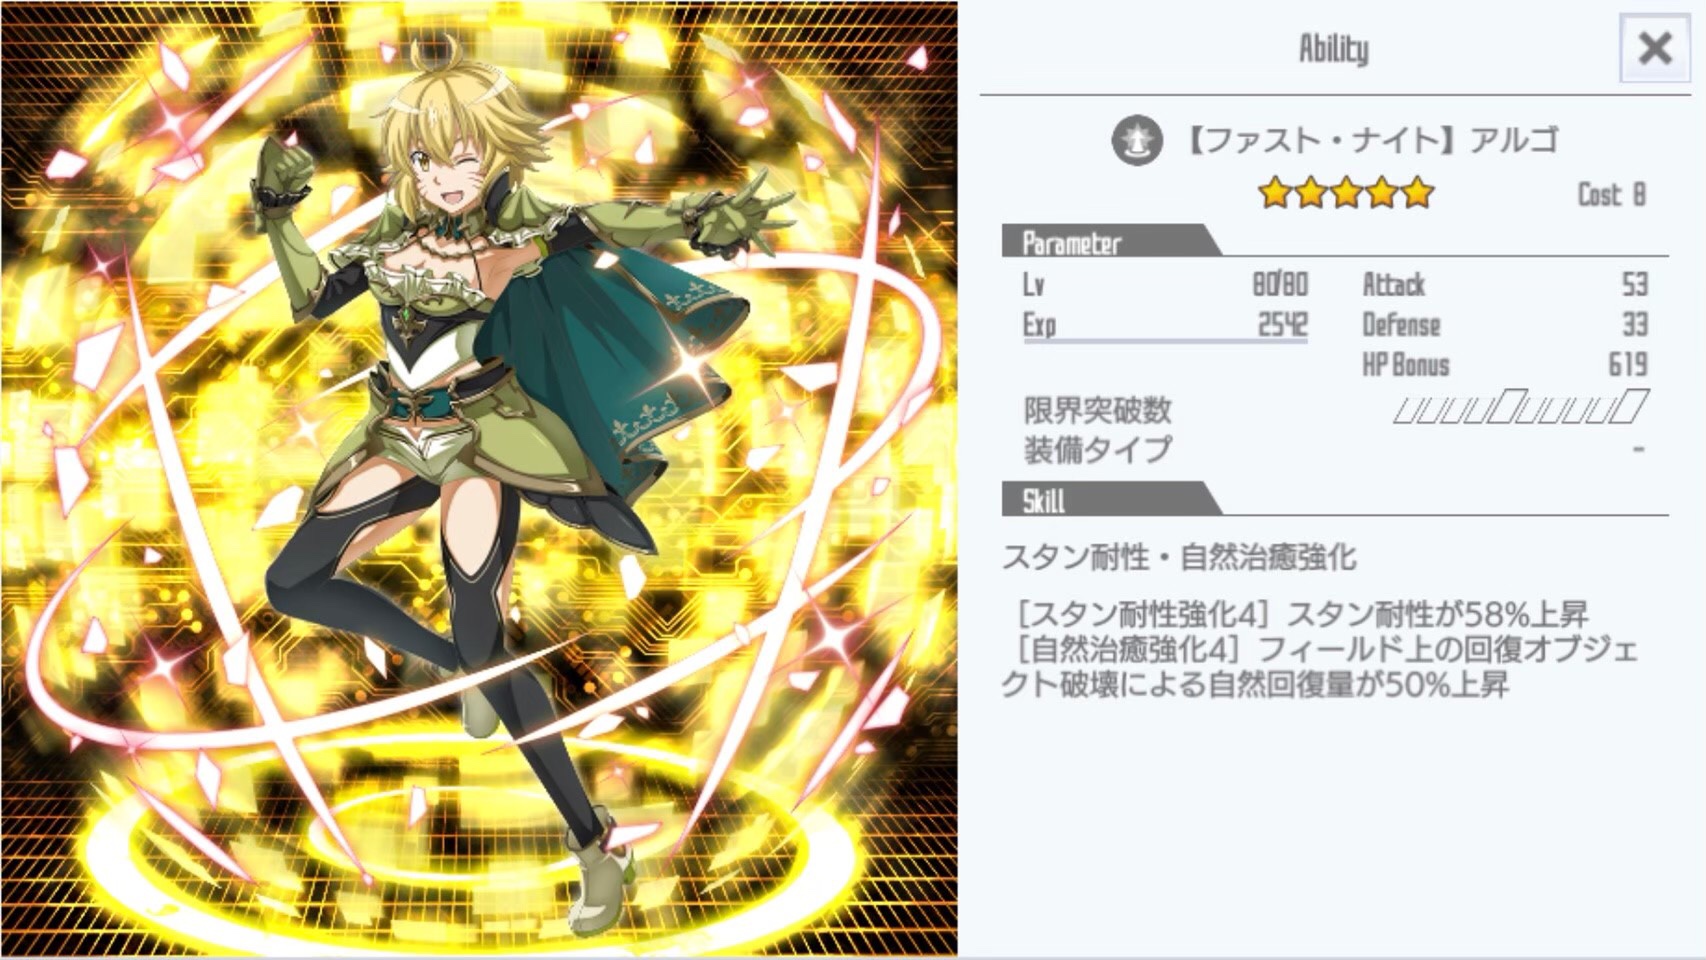 Ability
【ファスト・ナイト】アルゴ
Cost 8
Parameter
Lv 80/80 Attack 53
Exp 2542 Defense 33
HP Bonus 619
限界突破数
装備タイプ -
Skill
スタン耐性・自然治癒強化
［スタン耐性強化4］スタン耐性が58%上昇
［自然治癒強化4］フィールド上の回復オブジェ
クト破壊による自然回復量が50%上昇